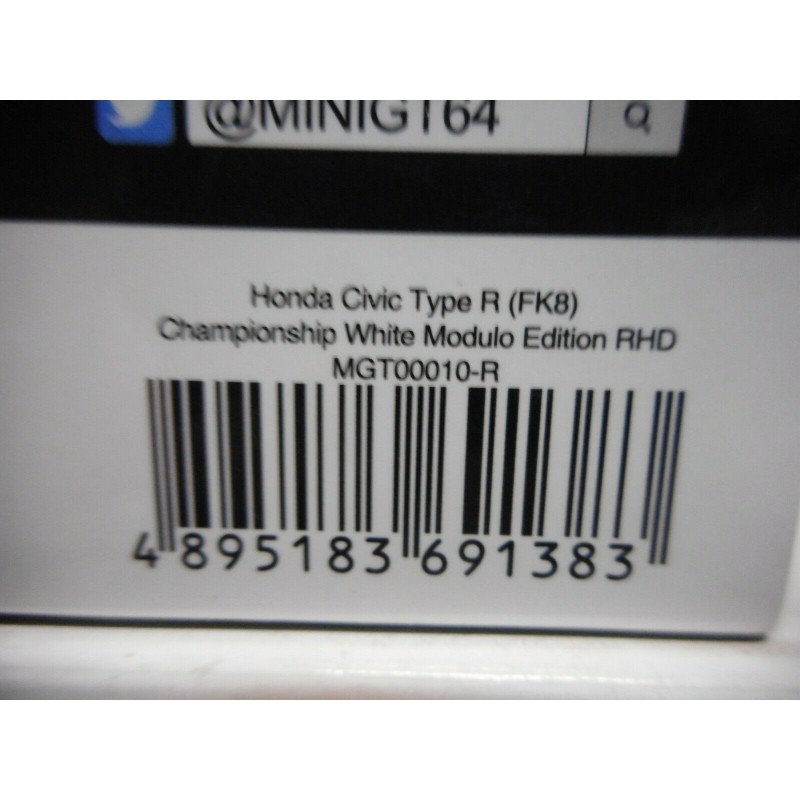 @MINIGT64
Honda Civic Type R (FK8)
Championship White Modulo Edition RHD
MGT00010-R
4 895183 691383